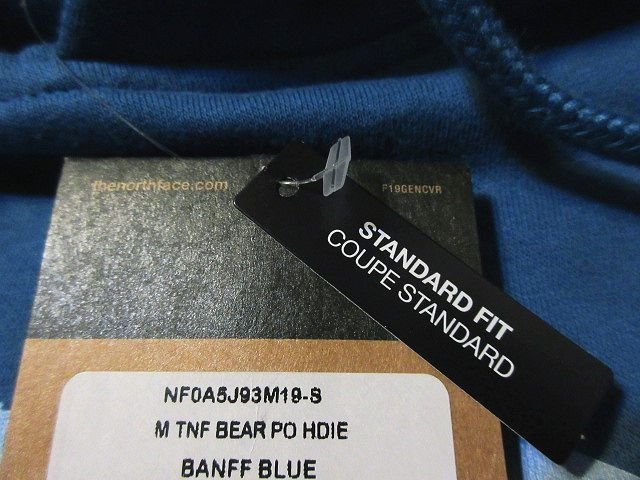 thenorthface.com
F19GENCVR
STANDARD FIT
COUPE STANDARD
NF0A5J93M19-S
M TNF BEAR PO HDIE
BANFF BLUE